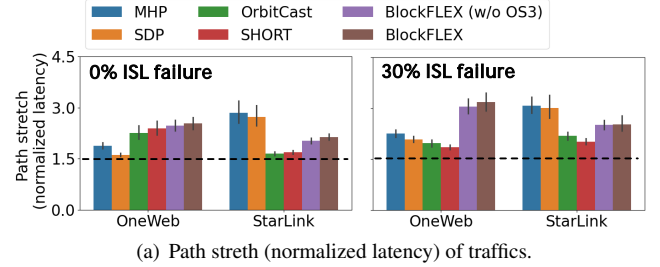 MHP OrbitCast BlockFLEX (w/o OS3)
SDP SHORT BlockFLEX
Path stretch
(normalized latency)
4.5
3.0
1.5
0.0
0% ISL failure
OneWeb StarLink
30% ISL failure
OneWeb StarLink
(a) Path streth (normalized latency) of traffics.